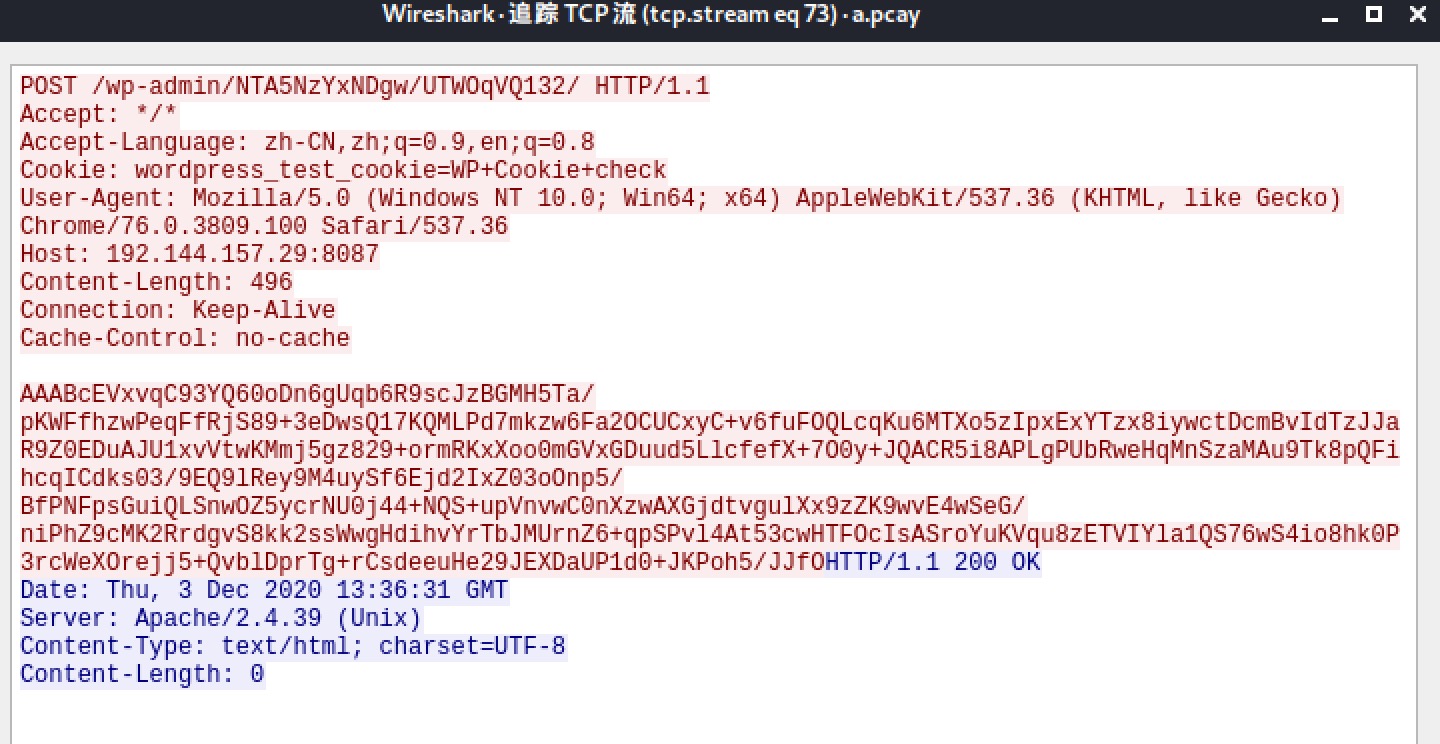 Wireshark · 追踪 TCP 流 (tcp.stream eq 73) · a.pcay
POST /wp-admin/NTA5NzYxNDgw/UTWOqVQ132/ HTTP/1.1
Accept: */*
Accept-Language: zh-CN,zh;q=0.9,en;q=0.8
Cookie: wordpress_test_cookie=WP+Cookie+check
User-Agent: Mozilla/5.0 (Windows NT 10.0; Win64; x64) AppleWebKit/537.36 (KHTML, like Gecko)
Chrome/76.0.3809.100 Safari/537.36
Host: 192.144.157.29:8087
Content-Length: 496
Connection: Keep-Alive
Cache-Control: no-cache
AAABcEVxvqC93YQ60oDn6gUqb6R9scJzBGMH5Ta/
pKWFfhzwPeqFfRjS89+3eDwsQ17KQMLPd7mkzw6Fa2OCUCxyC+v6fuFOQLcqKu6MTXo5zIpxExYTzx8iywctDcmBvIdTzJJa
R9Z0EDuAJU1xvVtwKMmj5gz829+ormRKxXoo0mGVxGDuud5LlcfefX+7O0y+JQACR5i8APLgPUbRweHqMnSzaMAu9Tk8pQFi
hcqICdks03/9EQ9lRey9M4uySf6Ejd2IxZ03oOnp5/
BfPNFpsGuiQLSnwOZ5ycrNU0j44+NQS+upVnvwC0nXzwAXGjdtvgulXx9zZK9wvE4wSeG/
niPhZ9cMK2RrdgvS8kk2ssWwgHdihvYrTbJMUrnZ6+qpSPvl4At53cwHTFOcIsASroYuKVqu8zETVIYla1QS76wS4io8hk0P
3rcWeXOrejj5+QvblDprTg+rCsdeeuHe29JEXDaUP1d0+JKPoh5/JJfOHTTP/1.1 200 OK
Date: Thu, 3 Dec 2020 13:36:31 GMT
Server: Apache/2.4.39 (Unix)
Content-Type: text/html; charset=UTF-8
Content-Length: 0